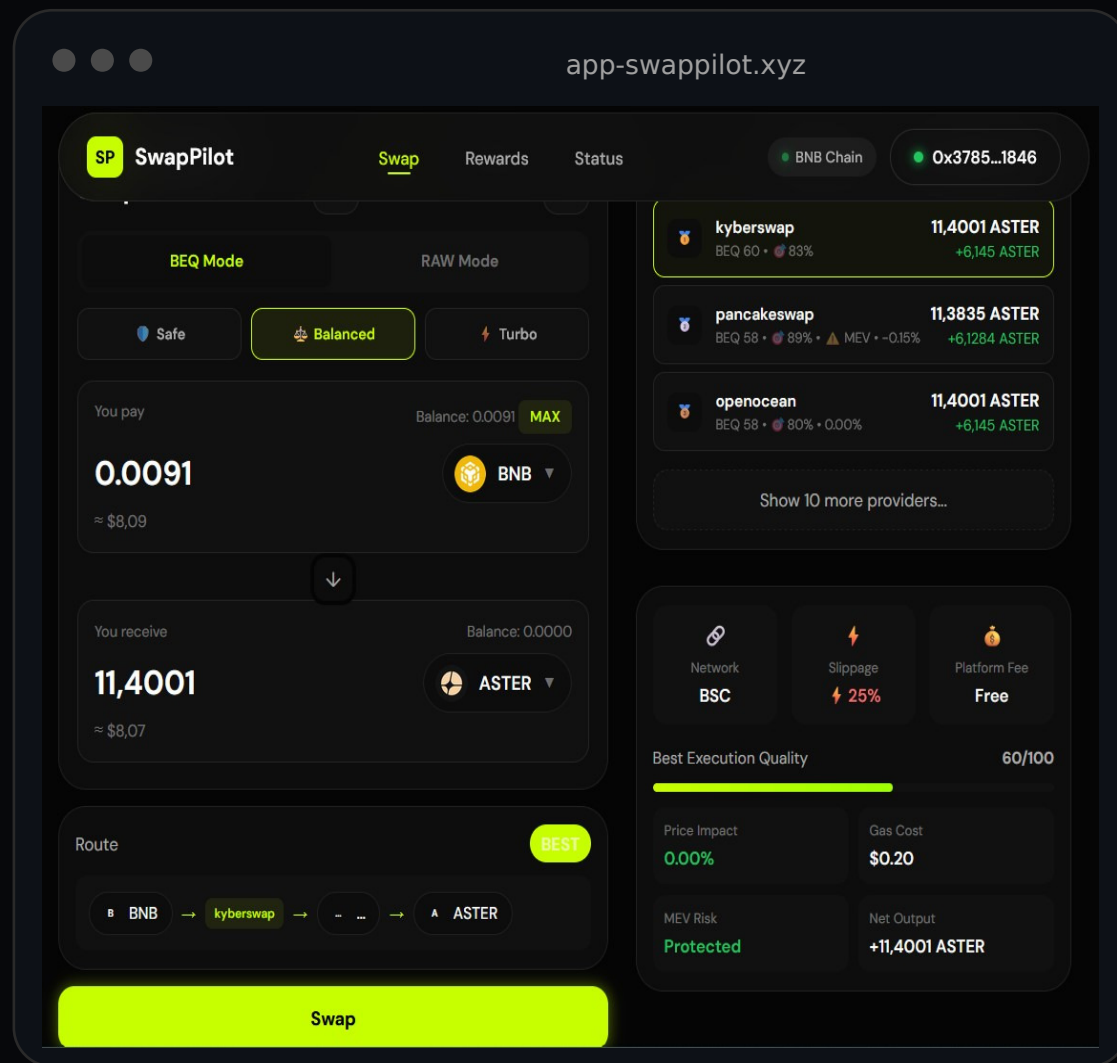 app-swappilot.xyz
SP SwapPilot Swap Rewards Status BNB Chain 0x3785...1846
BEQ Mode RAW Mode
Safe Balanced Turbo
You pay Balance: 0.0091 MAX
0.0091 BNB ▼
≈ $8,09
↓
You receive Balance: 0.0000
11,4001 ASTER ▼
≈ $8,07
Route BEST
B BNB → kyberswap → ... ... → A ASTER
Swap
kyberswap 11,4001 ASTER
BEQ 60 • 83% +6,145 ASTER
pancakeswap 11,3835 ASTER
BEQ 58 • 89% • MEV • -0.15% +6,1284 ASTER
openocean 11,4001 ASTER
BEQ 58 • 80% • 0.00% +6,145 ASTER
Show 10 more providers...
Network Slippage Platform Fee
BSC 25% Free
Best Execution Quality 60/100
Price Impact Gas Cost
0.00% $0.20
MEV Risk Net Output
Protected +11,4001 ASTER